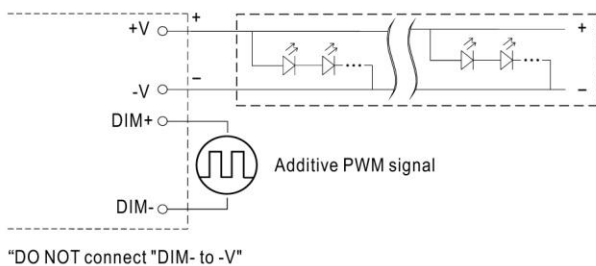 +V + +
-V − −
DIM+
Additive PWM signal
DIM-
“DO NOT connect "DIM- to -V"